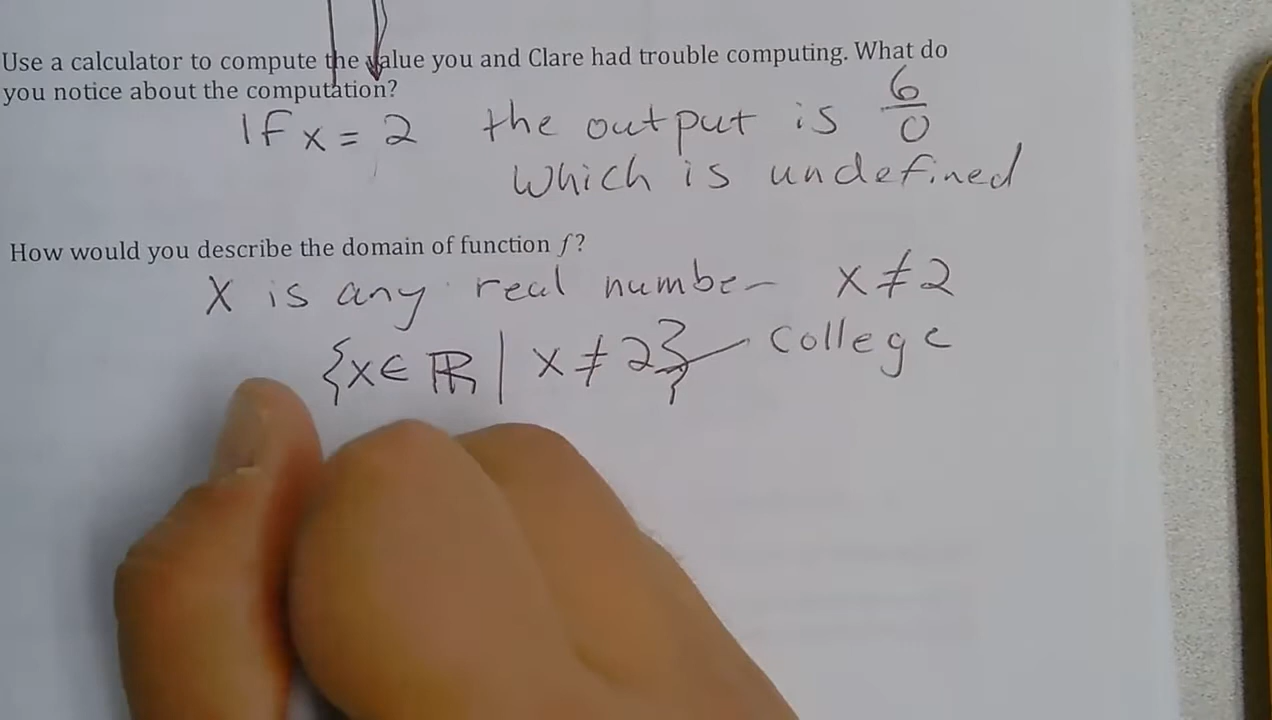 Use a calculator to compute the value you and Clare had trouble computing. What do
you notice about the computation?
If x = 2 the output is 6/0
which is undefined
How would you describe the domain of function f?
X is any real number x ≠ 2
{x ∈ ℝ | x ≠ 2} college